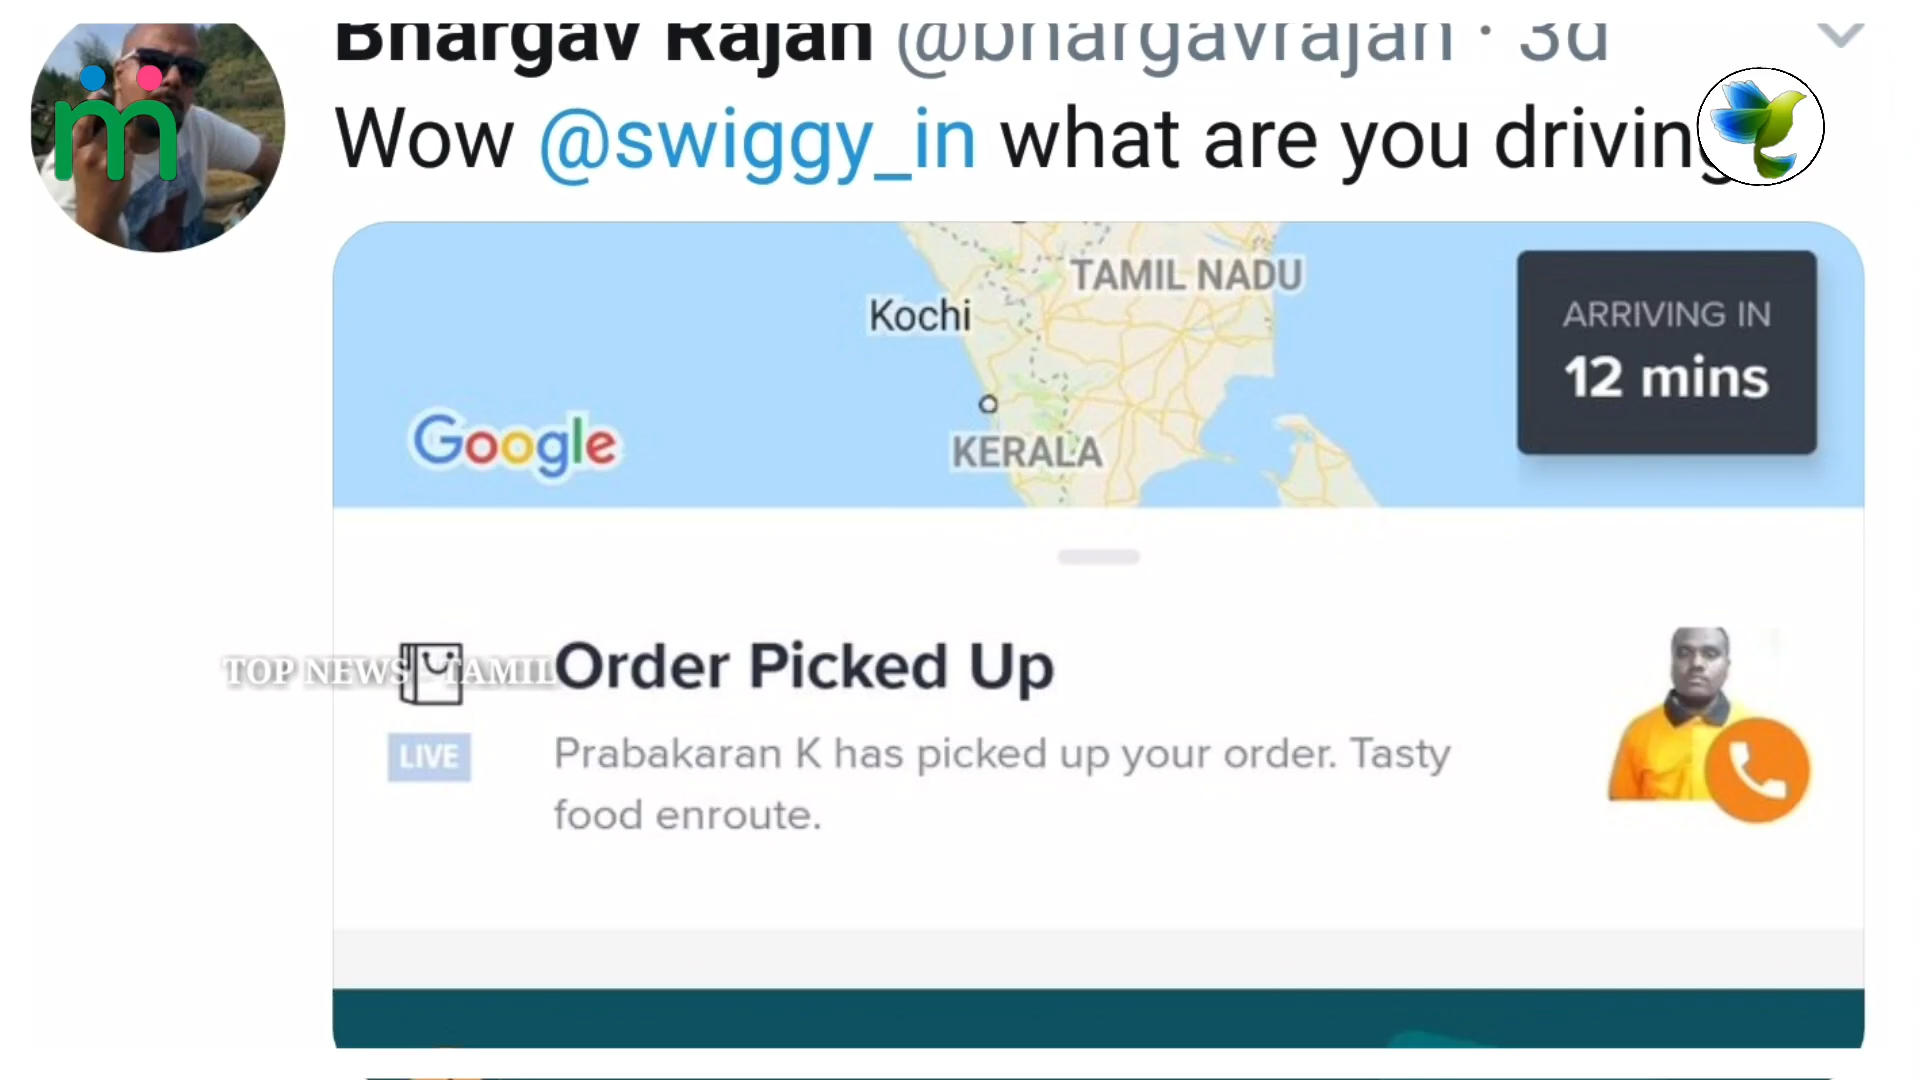 Bhargav Rajan @bhargavrajan · 3d
Wow @swiggy_in what are you driving
TAMIL NADU
Kochi
ARRIVING IN
12 mins
Google
KERALA
Order Picked Up
TOP NEWS TAMIL
LIVE
Prabakaran K has picked up your order. Tasty
food enroute.